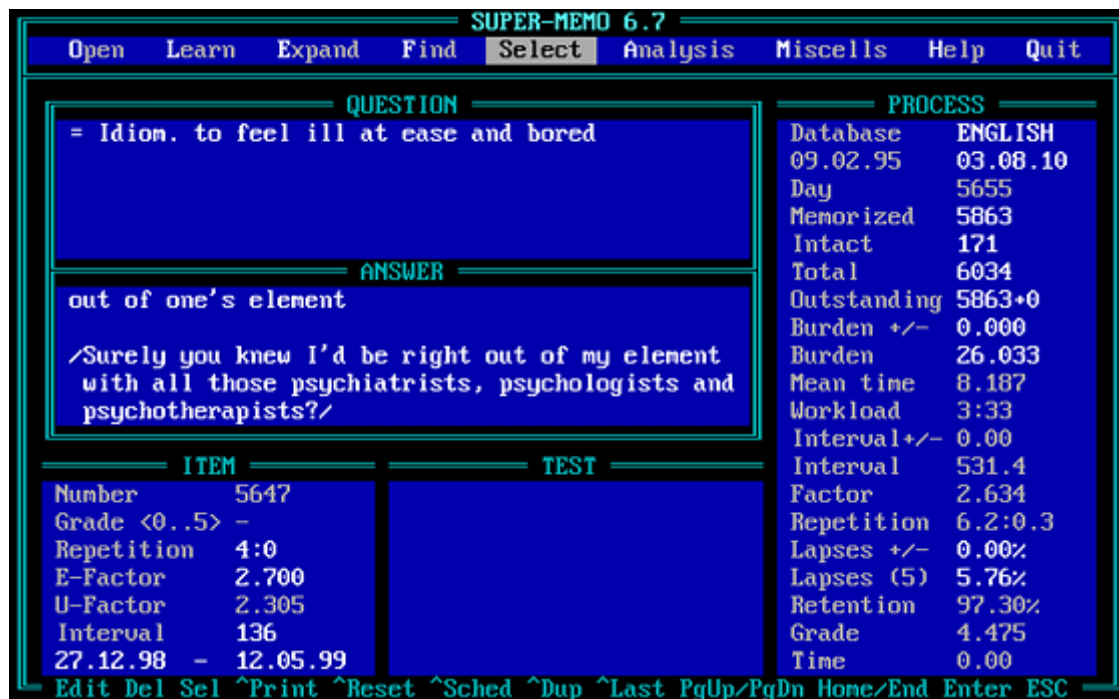 SUPER-MEMO 6.7
Open Learn Expand Find Select Analysis Miscells Help Quit
QUESTION
= Idiom. to feel ill at ease and bored
ANSWER
out of one's element
/Surely you knew I'd be right out of my element
with all those psychiatrists, psychologists and
psychotherapists?/
ITEM
Number 5647
Grade <0..5> -
Repetition 4:0
E-Factor 2.700
U-Factor 2.305
Interval 136
27.12.98 - 12.05.99
TEST
PROCESS
Database ENGLISH
09.02.95 03.08.10
Day 5655
Memorized 5863
Intact 171
Total 6034
Outstanding 5863+0
Burden +/- 0.000
Burden 26.033
Mean time 8.187
Workload 3:33
Interval+/- 0.00
Interval 531.4
Factor 2.634
Repetition 6.2:0.3
Lapses +/- 0.00%
Lapses (5) 5.76%
Retention 97.30%
Grade 4.475
Time 0.00
Edit Del Sel ^Print ^Reset ^Sched ^Dup ^Last PgUp/PgDn Home/End Enter ESC